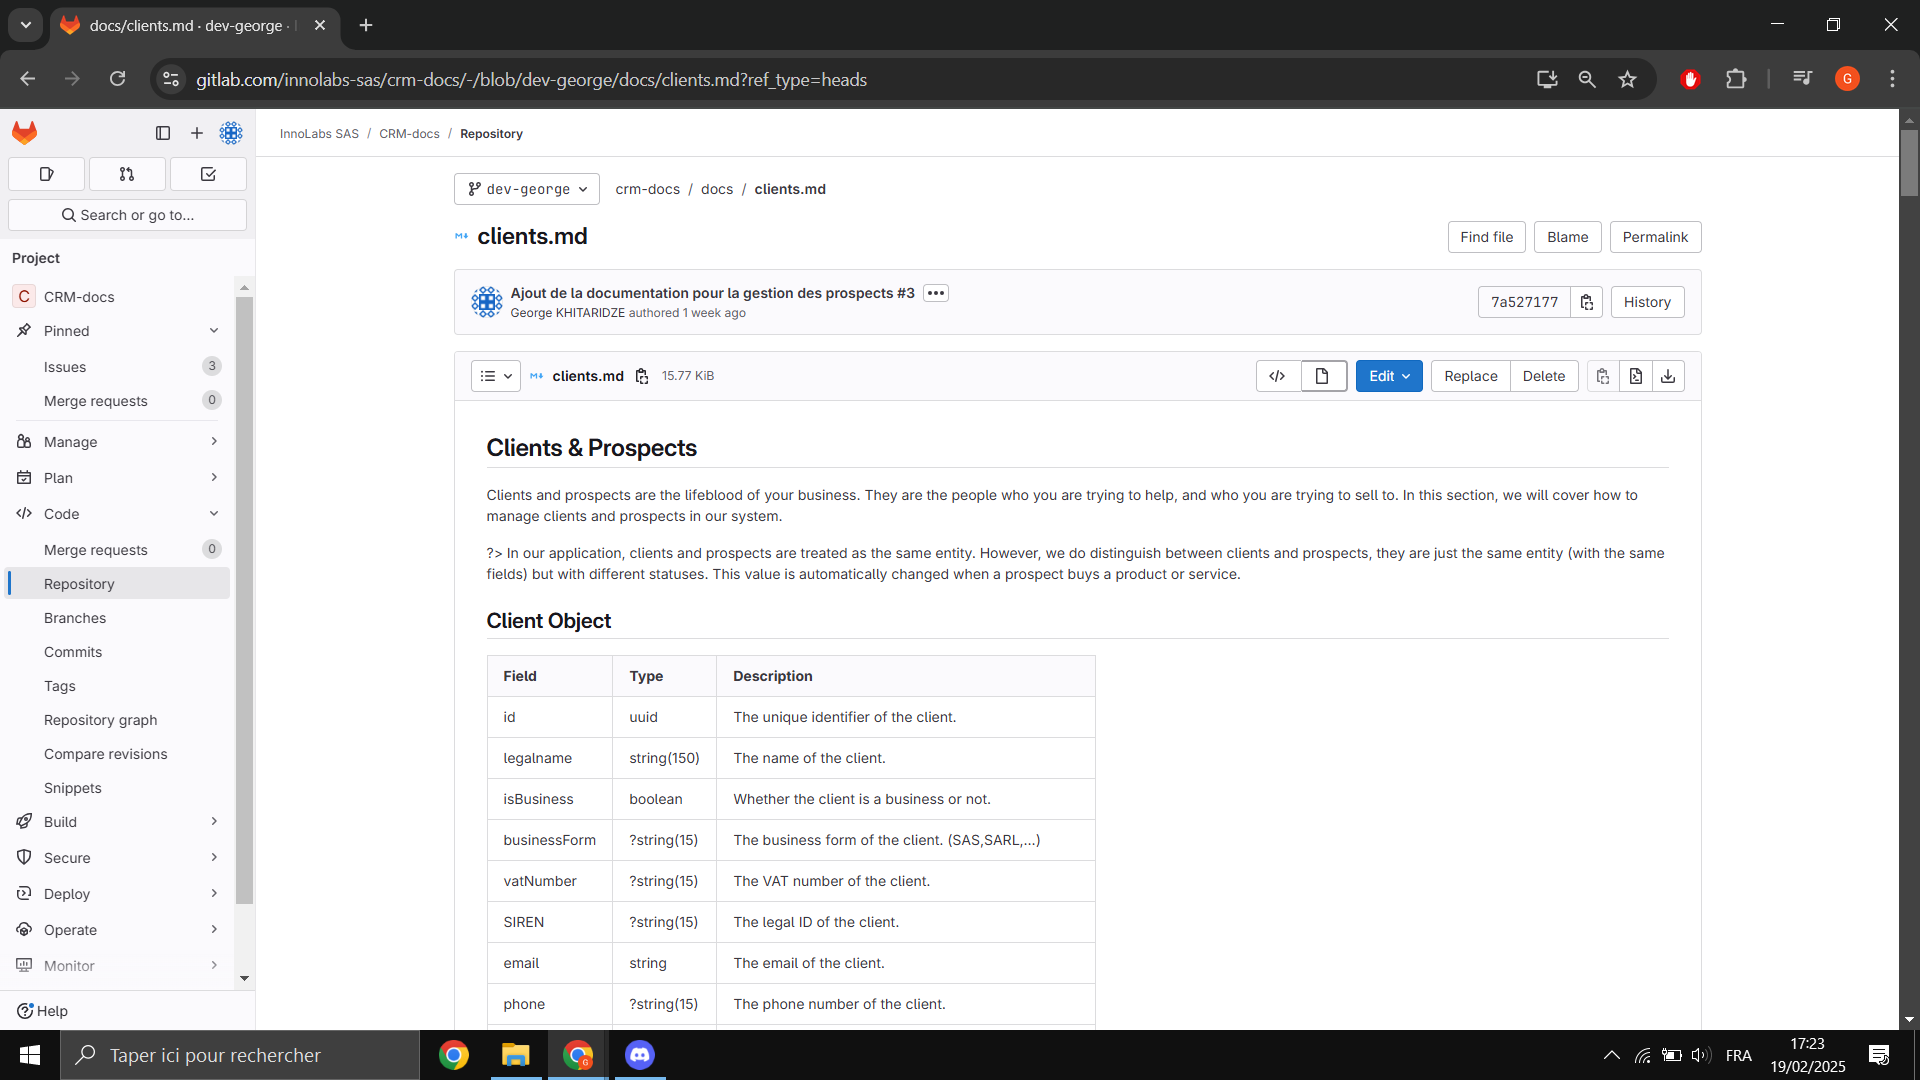 docs/clients.md · dev-george ·
gitlab.com/innolabs-sas/crm-docs/-/blob/dev-george/docs/clients.md?ref_type=heads
G
InnoLabs SAS / CRM-docs / Repository
Search or go to...
Project
C CRM-docs
Pinned
Issues 3
Merge requests 0
Manage
Plan
Code
Merge requests 0
Repository
Branches
Commits
Tags
Repository graph
Compare revisions
Snippets
Build
Secure
Deploy
Operate
Monitor
Help
dev-george crm-docs / docs / clients.md
clients.md
Find file Blame Permalink
Ajout de la documentation pour la gestion des prospects #3
George KHITARIDZE authored 1 week ago
7a527177 History
clients.md 15.77 KiB
Edit Replace Delete
Clients & Prospects
Clients and prospects are the lifeblood of your business. They are the people who you are trying to help, and who you are trying to sell to. In this section, we will cover how to
manage clients and prospects in our system.
?> In our application, clients and prospects are treated as the same entity. However, we do distinguish between clients and prospects, they are just the same entity (with the same
fields) but with different statuses. This value is automatically changed when a prospect buys a product or service.
Client Object
Field Type Description
id uuid The unique identifier of the client.
legalname string(150) The name of the client.
isBusiness boolean Whether the client is a business or not.
businessForm ?string(15) The business form of the client. (SAS,SARL,...)
vatNumber ?string(15) The VAT number of the client.
SIREN ?string(15) The legal ID of the client.
email string The email of the client.
phone ?string(15) The phone number of the client.
Taper ici pour rechercher
FRA
17:23
19/02/2025